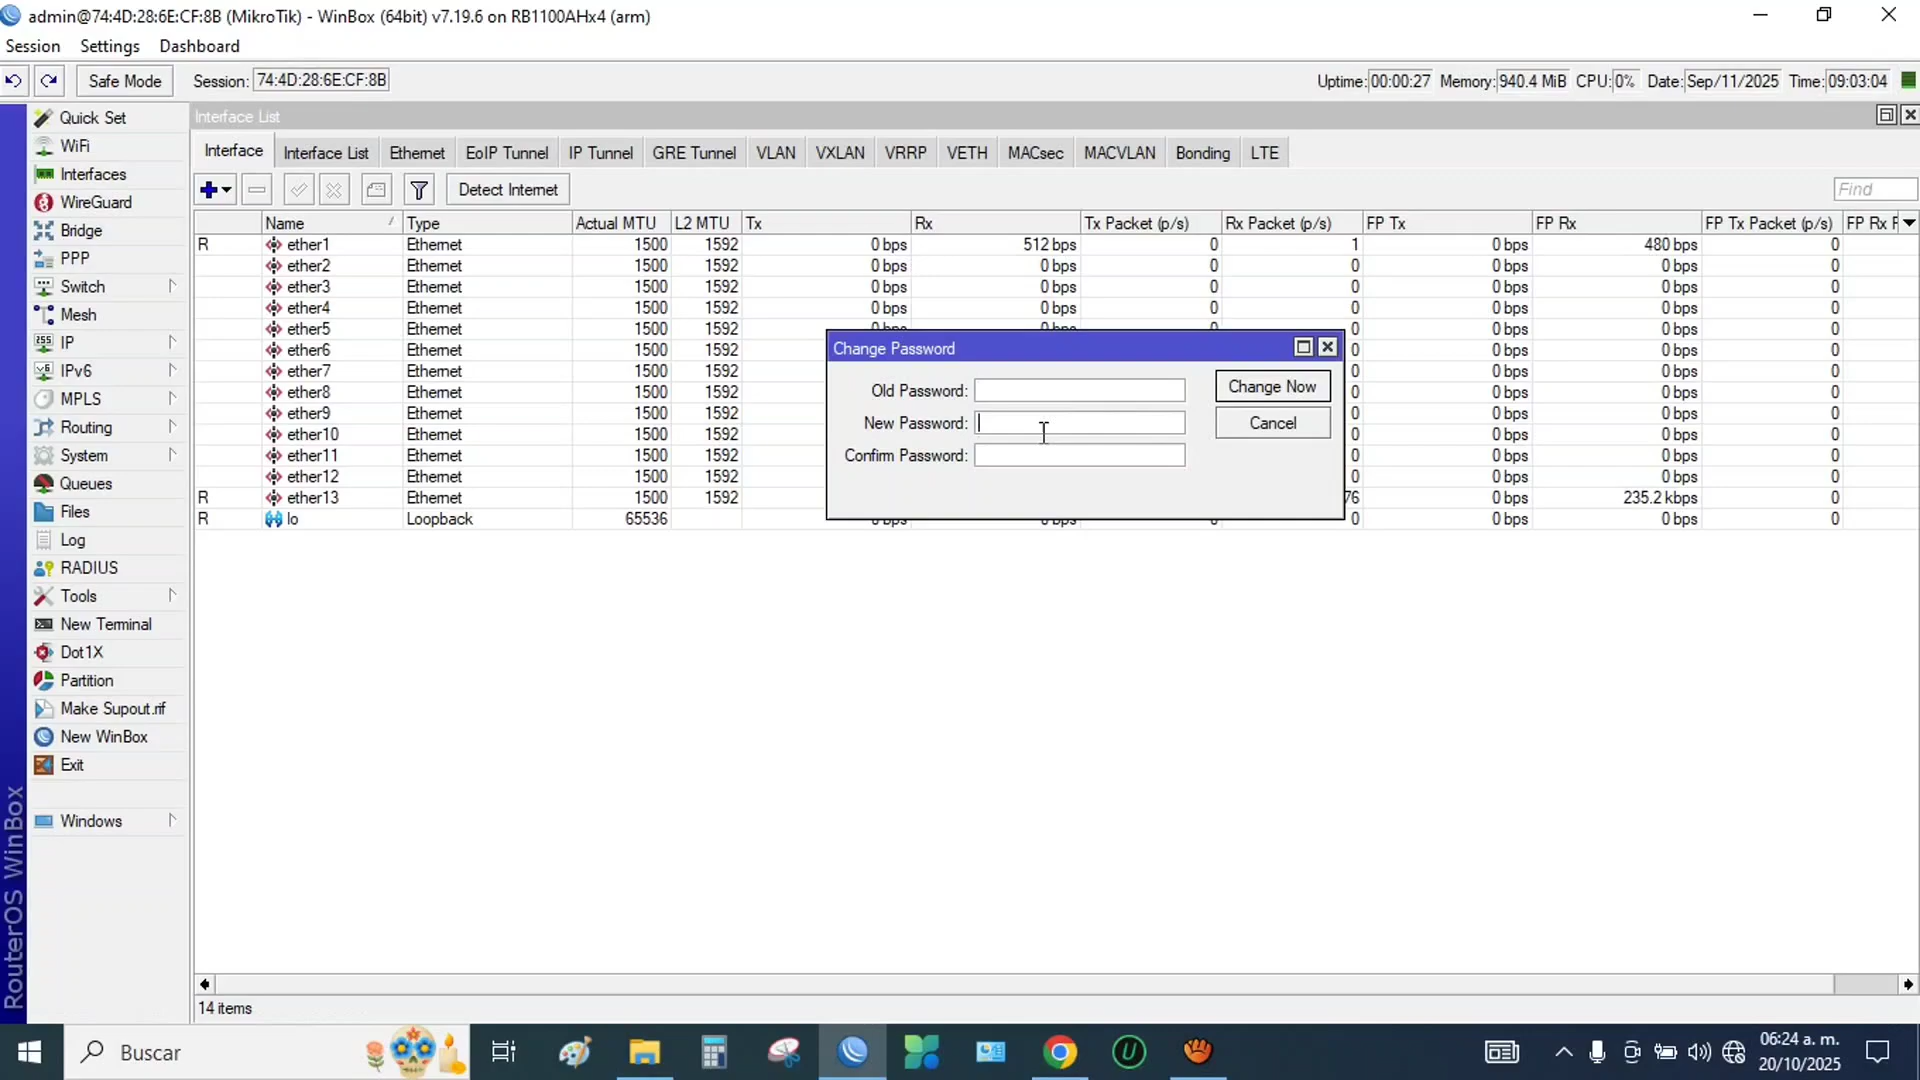 admin@74:4D:28:6E:CF:8B (MikroTik) - WinBox (64bit) v7.19.6 on RB1100AHx4 (arm)
Session Settings Dashboard
Safe Mode Session: 74:4D:28:6E:CF:8B Uptime: 00:00:27 Memory: 940.4 MiB CPU: 0% Date: Sep/11/2025 Time: 09:03:04
Quick Set
WiFi
Interfaces
WireGuard
Bridge
PPP
Switch
Mesh
IP
IPv6
MPLS
Routing
System
Queues
Files
Log
RADIUS
Tools
New Terminal
Dot1X
Partition
Make Supout.rif
New WinBox
Exit
Windows
RouterOS WinBox
Interface List
Interface Interface List Ethernet EoIP Tunnel IP Tunnel GRE Tunnel VLAN VXLAN VRRP VETH MACsec MACVLAN Bonding LTE
Detect Internet Find
Name Type Actual MTU L2 MTU Tx Rx Tx Packet (p/s) Rx Packet (p/s) FP Tx FP Rx FP Tx Packet (p/s) FP Rx
R ether1 Ethernet 1500 1592 0 bps 512 bps 0 1 0 bps 480 bps 0
ether2 Ethernet 1500 1592 0 bps 0 bps 0 0 0 bps 0 bps 0
ether3 Ethernet 1500 1592 0 bps 0 bps 0 0 0 bps 0 bps 0
ether4 Ethernet 1500 1592 0 bps 0 bps 0 0 0 bps 0 bps 0
ether5 Ethernet 1500 1592 0 bps 0 bps 0 0 0 bps 0 bps 0
ether6 Ethernet 1500 1592 0 0 bps 0 bps 0
ether7 Ethernet 1500 1592 0 0 bps 0 bps 0
ether8 Ethernet 1500 1592 0 0 bps 0 bps 0
ether9 Ethernet 1500 1592 0 0 bps 0 bps 0
ether10 Ethernet 1500 1592 0 0 bps 0 bps 0
ether11 Ethernet 1500 1592 0 0 bps 0 bps 0
ether12 Ethernet 1500 1592 0 0 bps 0 bps 0
R ether13 Ethernet 1500 1592 76 0 bps 235.2 kbps 0
R lo Loopback 65536 0 bps 0 bps 0 0 0 bps 0 bps 0
Change Password
Old Password: Change Now
New Password: Cancel
Confirm Password:
14 items
Buscar
06:24 a. m.
20/10/2025